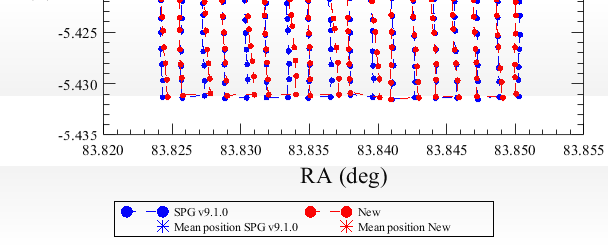 -5.425
-5.430
-5.435
83.820 83.825 83.830 83.835 83.840 83.845 83.850 83.855
RA (deg)
SPG v9.1.0 New
Mean position SPG v9.1.0 Mean position New